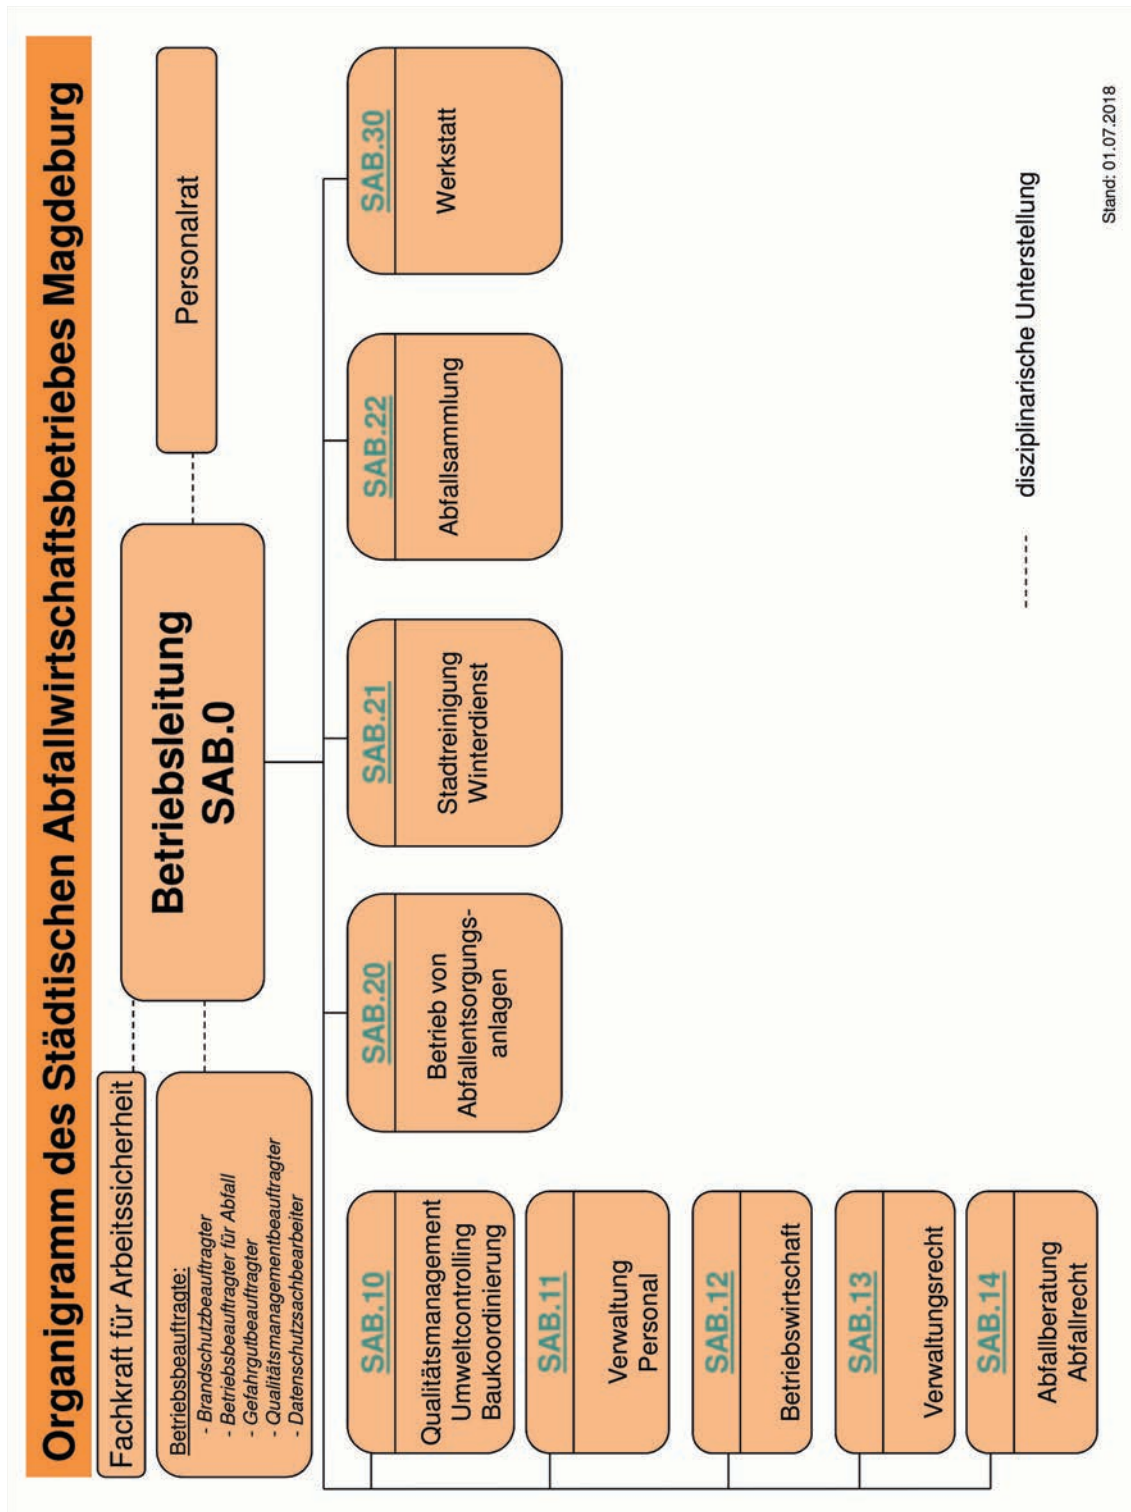 Organigramm des Städtischen Abfallwirtschaftsbetriebes Magdeburg
Fachkraft für Arbeitssicherheit
Betriebsbeauftragte:
- Brandschutzbeauftragter
- Betriebsbeauftragter für Abfall
- Gefahrgutbeauftragter
- Qualitätsmanagementbeauftragter
- Datenschutzsachbearbeiter
Betriebsleitung
SAB.0
Personalrat
SAB.10
Qualitätsmanagement
Umweltcontrolling
Baukoordinierung
SAB.11
Verwaltung
Personal
SAB.12
Betriebswirtschaft
SAB.13
Verwaltungsrecht
SAB.14
Abfallberatung
Abfallrecht
SAB.20
Betrieb von
Abfallentsorgungs-
anlagen
SAB.21
Stadtreinigung
Winterdienst
SAB.22
Abfallsammlung
SAB.30
Werkstatt
------- disziplinarische Unterstellung
Stand: 01.07.2018